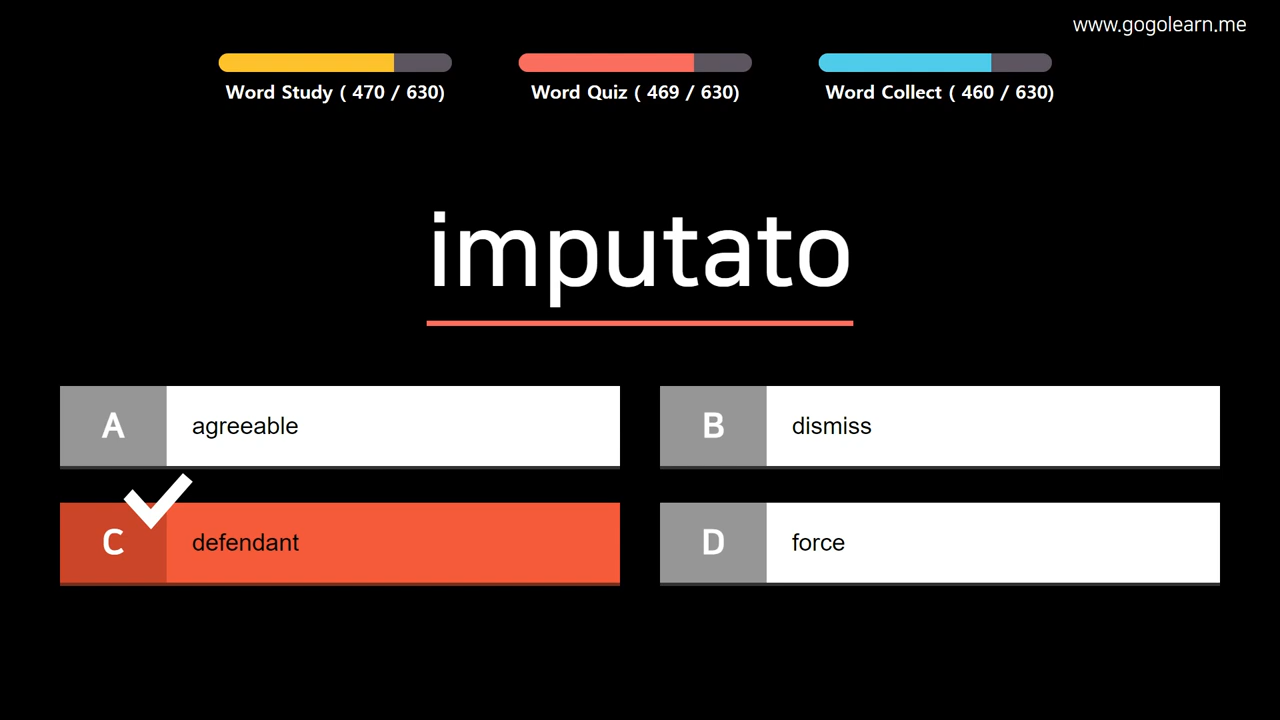 www.gogolearn.me
Word Study ( 470 / 630)
Word Quiz ( 469 / 630)
Word Collect ( 460 / 630)
imputato
A agreeable
B dismiss
C defendant
D force